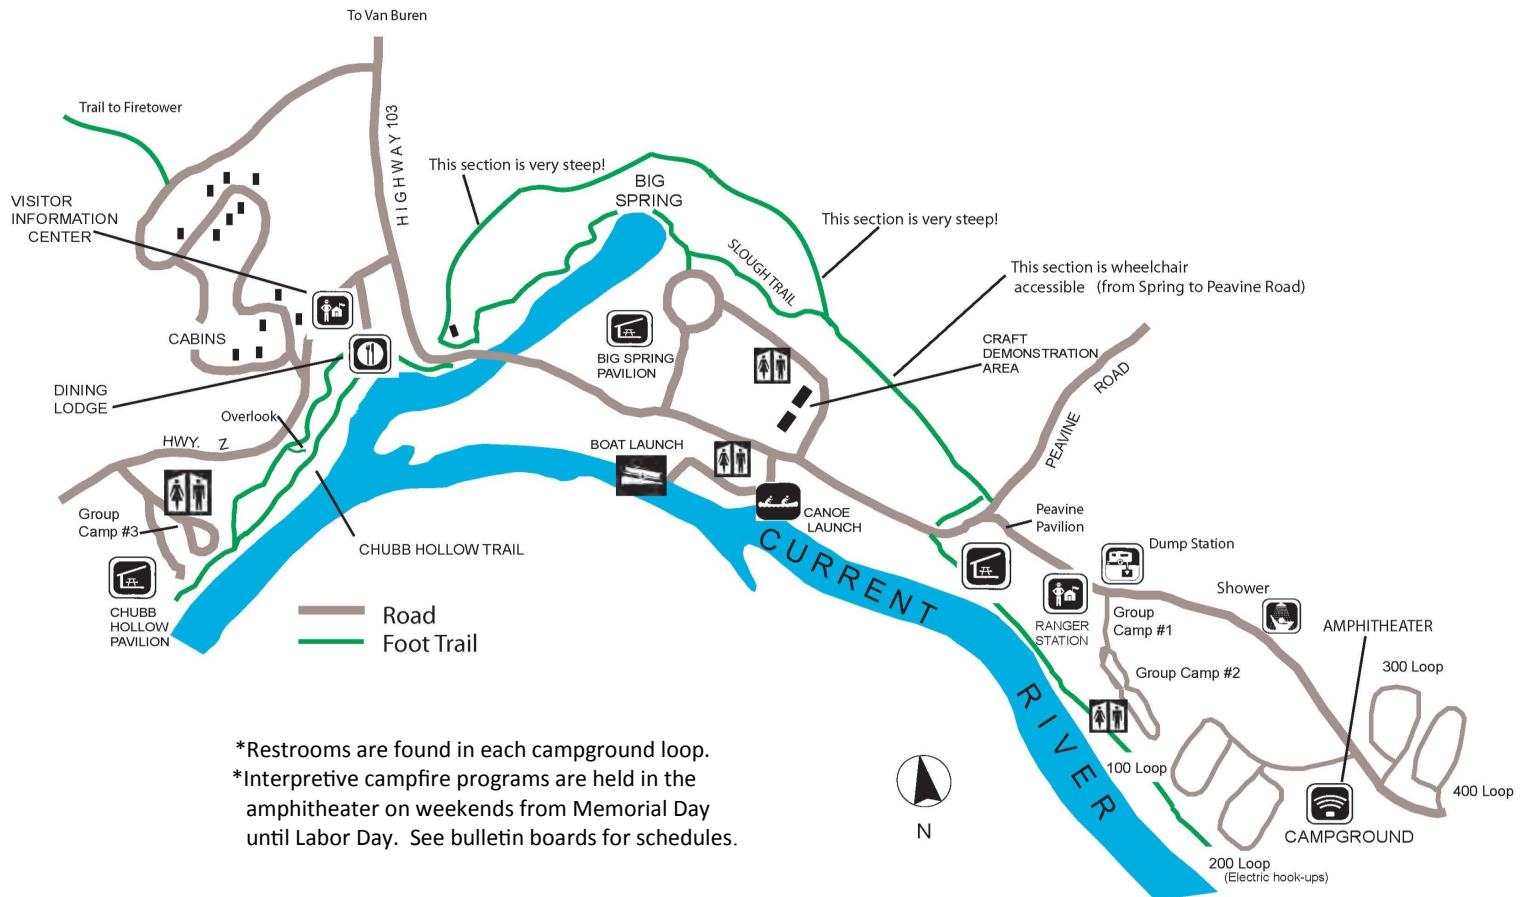 To Van Buren
Trail to Firetower
HIGHWAY 103
This section is very steep!
BIG
SPRING
VISITOR
INFORMATION
CENTER
This section is very steep!
SLOUGH TRAIL
This section is wheelchair
accessible (from Spring to Peavine Road)
CABINS
BIG SPRING
PAVILION
CRAFT
DEMONSTRATION
AREA
DINING
LODGE
Overlook
PEAVINE ROAD
HWY. Z
BOAT LAUNCH
Group
Camp #3
CANOE
LAUNCH
Peavine
Pavilion
CHUBB HOLLOW TRAIL
CURRENT RIVER
Dump Station
CHUBB
HOLLOW
PAVILION
Road
Foot Trail
RANGER
STATION
Group
Camp #1
Shower
AMPHITHEATER
Group Camp #2
300 Loop
*Restrooms are found in each campground loop.
*Interpretive campfire programs are held in the
amphitheater on weekends from Memorial Day
until Labor Day. See bulletin boards for schedules.
N
100 Loop
400 Loop
CAMPGROUND
200 Loop
(Electric hook-ups)